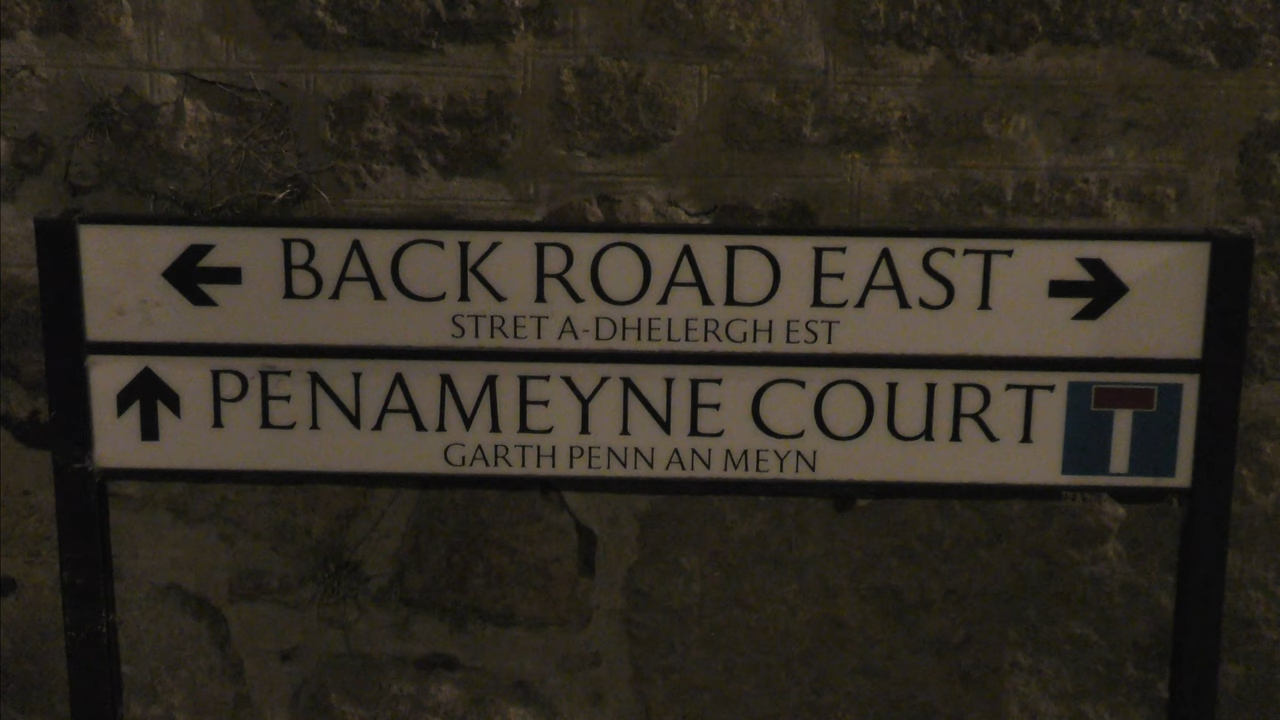 BACK ROAD EAST
STRET A-DHELERGH EST
PENAMEYNE COURT
GARTH PENN AN MEYN